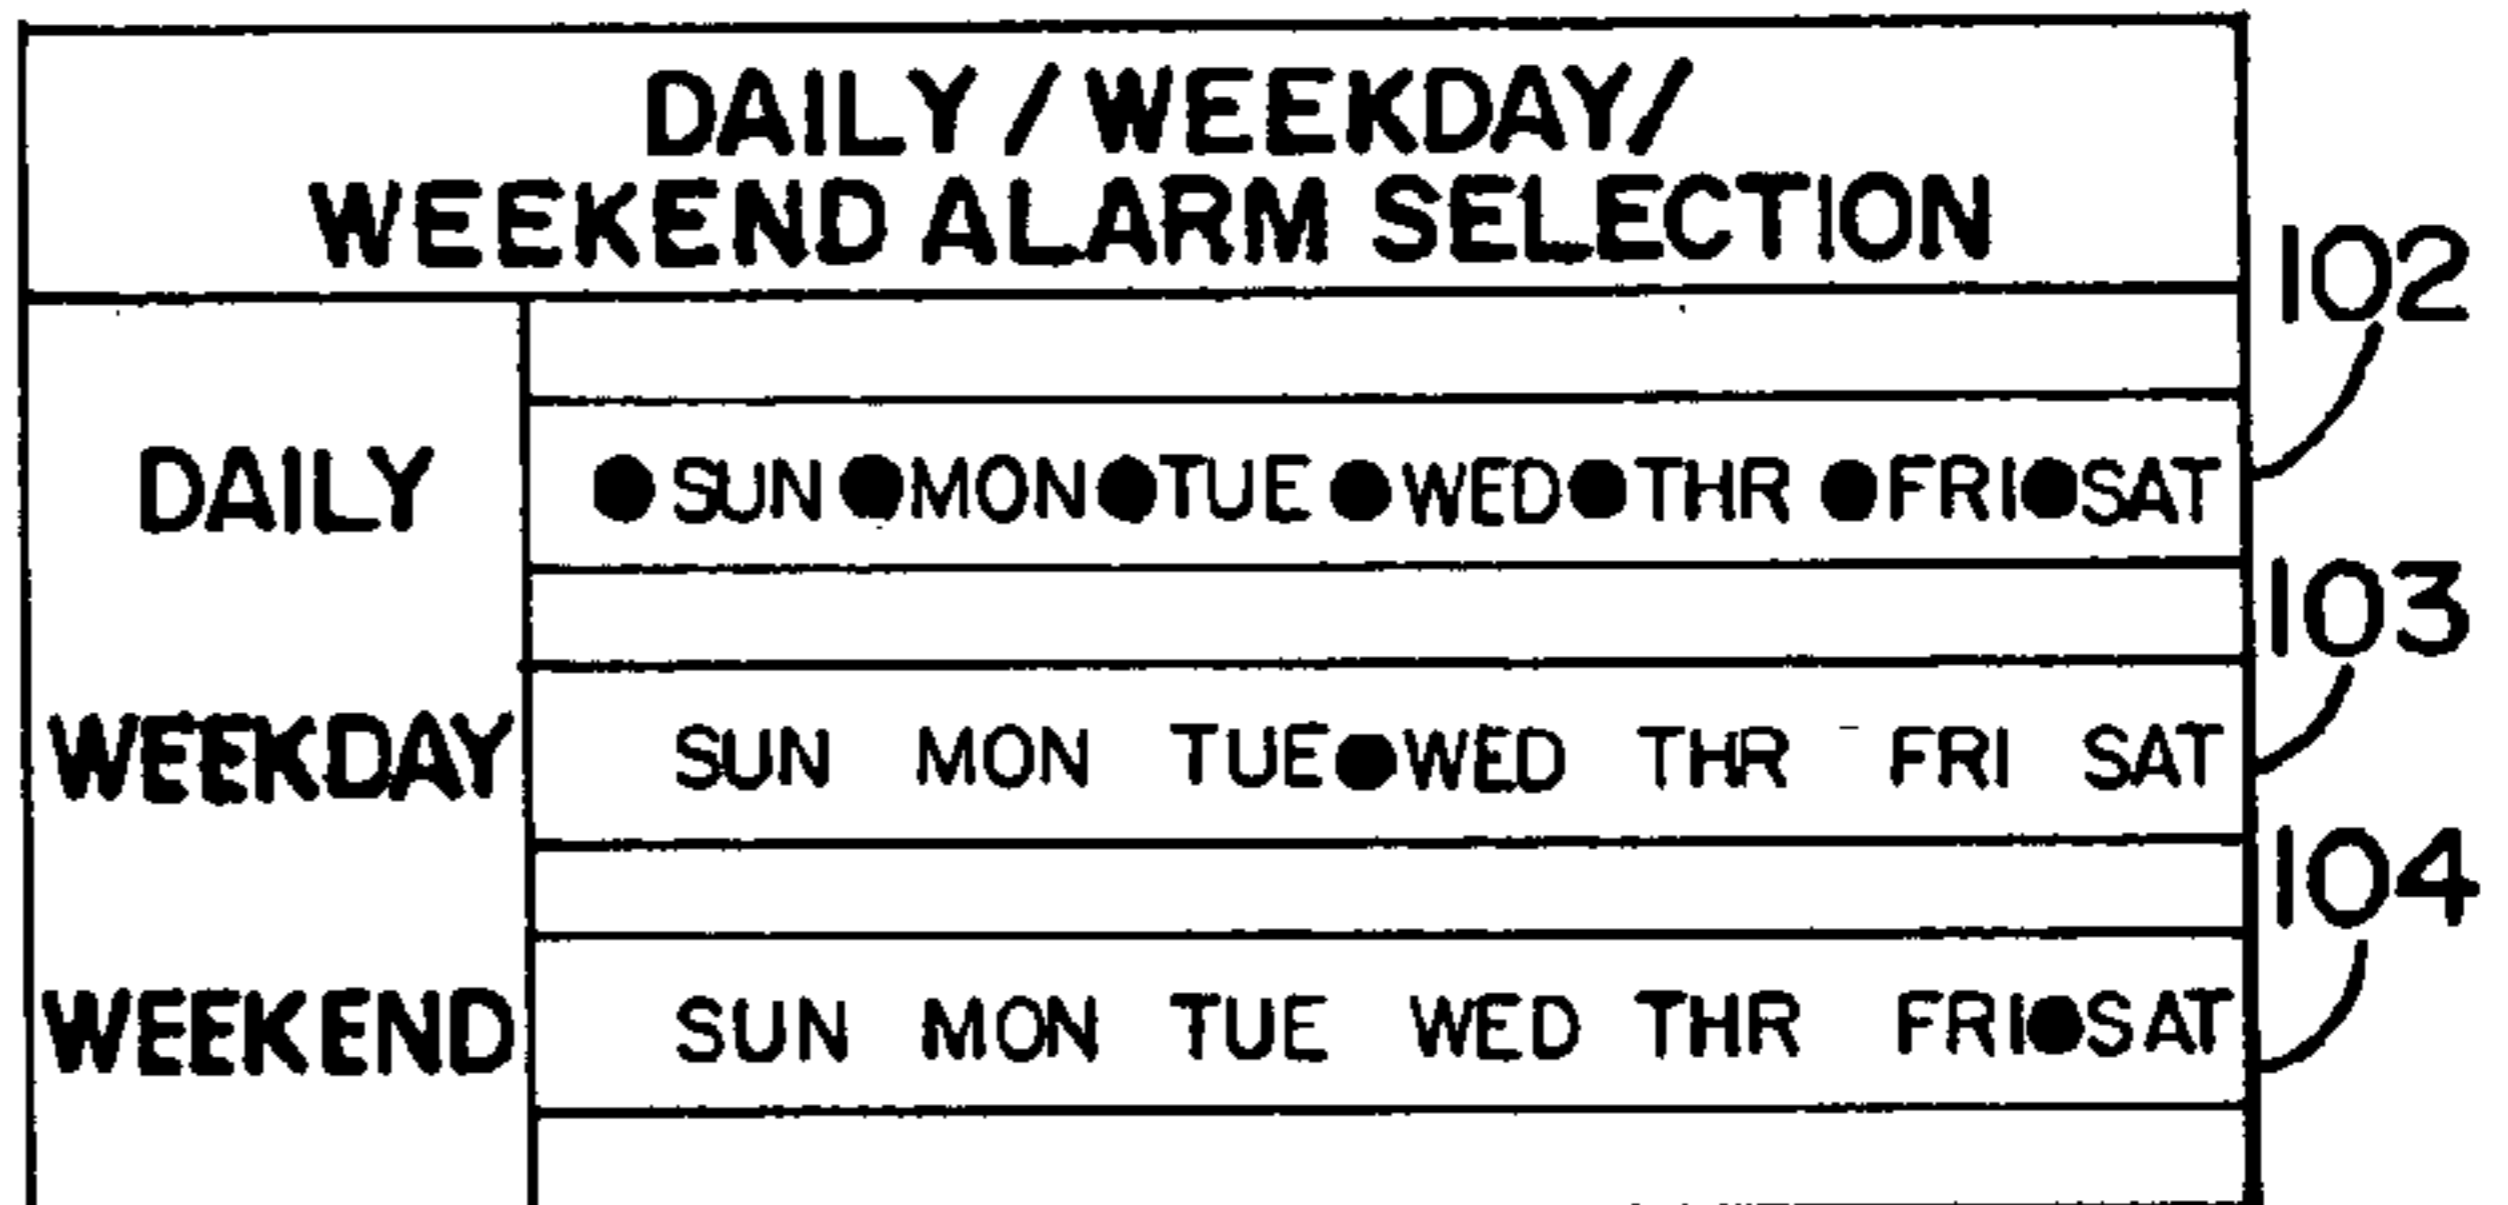 DAILY/WEEKDAY/
WEEKEND ALARM SELECTION
102
DAILY ●SUN ●MON ●TUE ●WED ●THR ●FRI ●SAT
103
WEEKDAY SUN MON TUE ●WED THR FRI SAT
104
WEEKEND SUN MON TUE WED THR FRI ●SAT